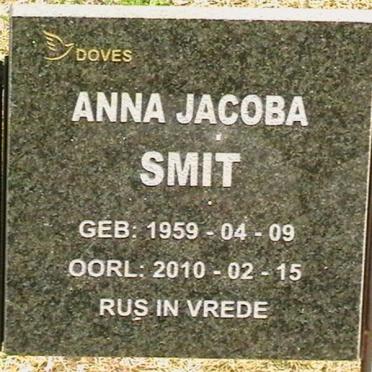 DOVES
ANNA JACOBA
SMIT
GEB: 1959 - 04 - 09
OORL: 2010 - 02 - 15
RUS IN VREDE